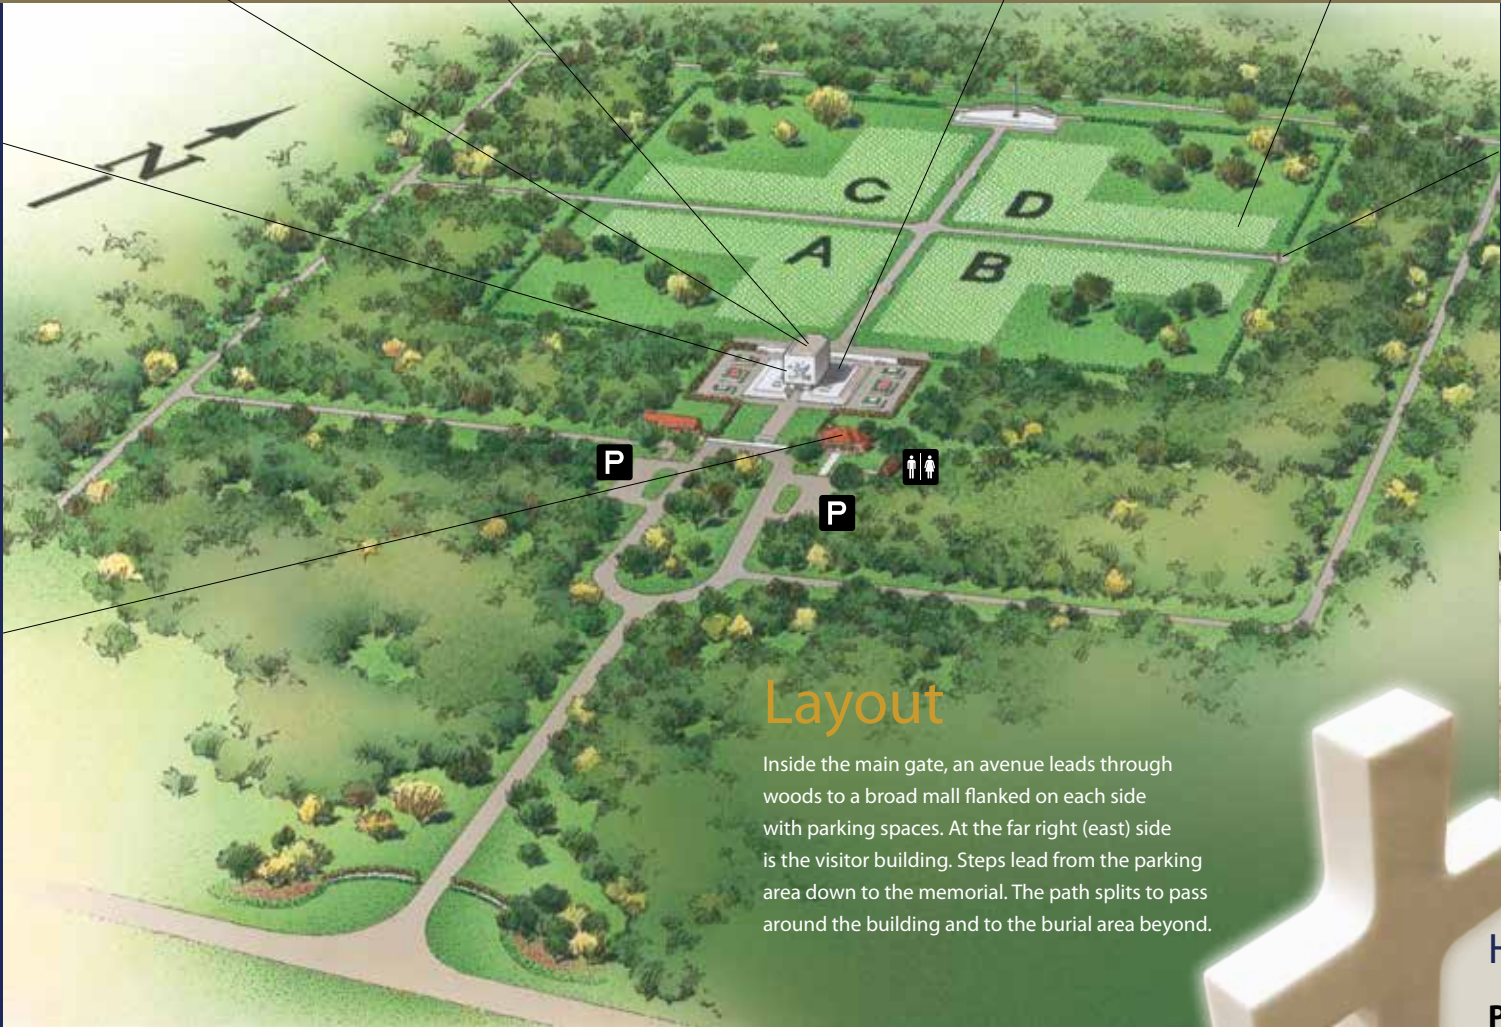 N
C
D
A
B
P
P
Layout
Inside the main gate, an avenue leads through
woods to a broad mall flanked on each side
with parking spaces. At the far right (east) side
is the visitor building. Steps lead from the parking
area down to the memorial. The path splits to pass
around the building and to the burial area beyond.
H
P